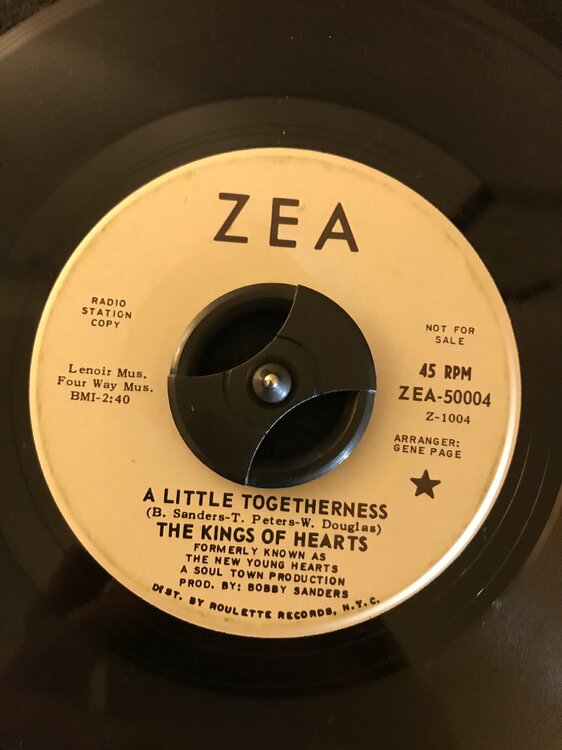 ZEA
RADIO
STATION
COPY
NOT FOR
SALE
Lenoir Mus.
Four Way Mus.
BMI-2:40
45 RPM
ZEA-50004
Z-1004
ARRANGER:
GENE PAGE
A LITTLE TOGETHERNESS
(B. Sanders-T. Peters-W. Douglas)
THE KINGS OF HEARTS
FORMERLY KNOWN AS
THE NEW YOUNG HEARTS
A SOUL TOWN PRODUCTION
PROD. BY: BOBBY SANDERS
DIST. BY ROULETTE RECORDS, N.Y.C.